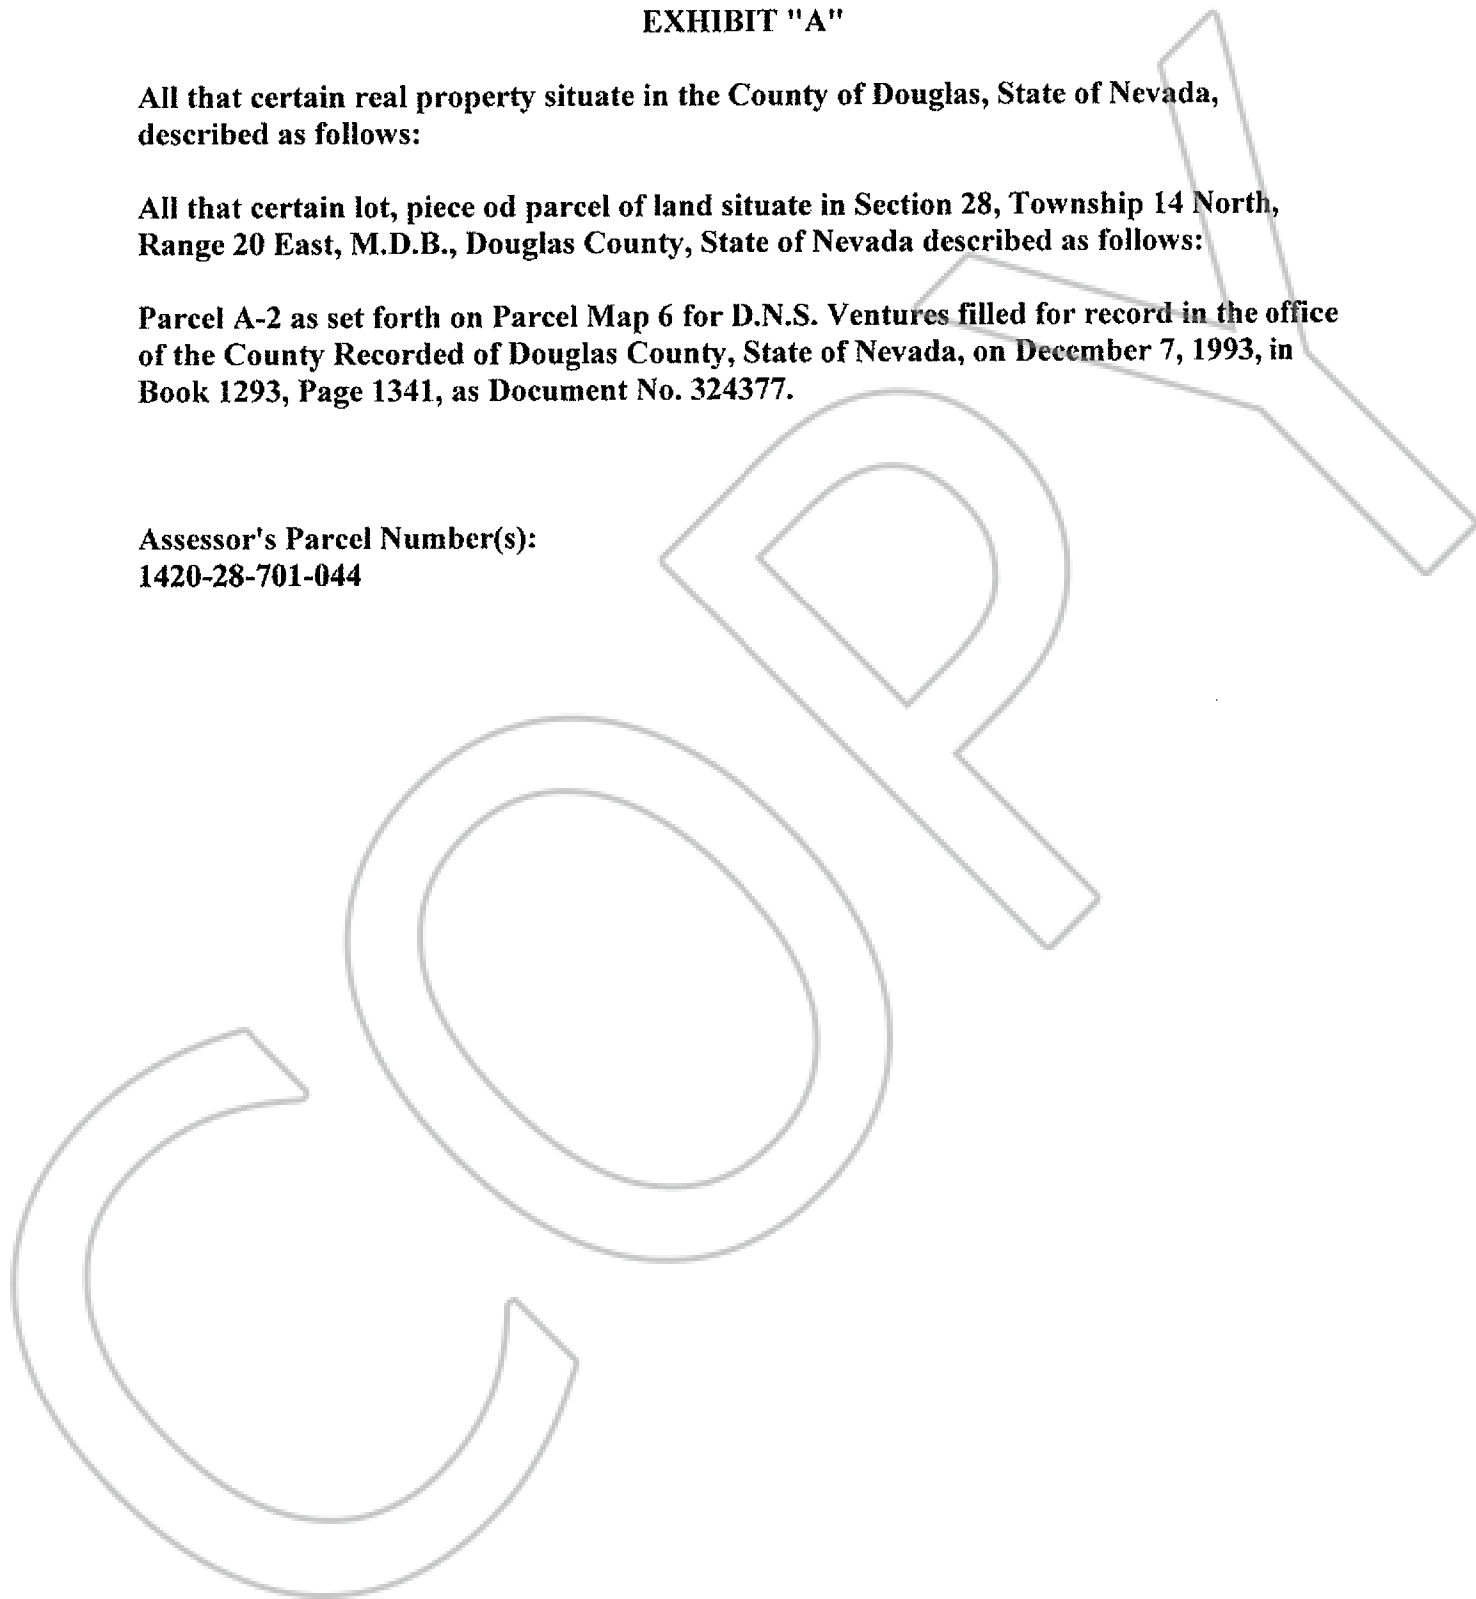 EXHIBIT "A"
All that certain real property situate in the County of Douglas, State of Nevada,
described as follows:
All that certain lot, piece od parcel of land situate in Section 28, Township 14 North,
Range 20 East, M.D.B., Douglas County, State of Nevada described as follows:
Parcel A-2 as set forth on Parcel Map 6 for D.N.S. Ventures filled for record in the office
of the County Recorded of Douglas County, State of Nevada, on December 7, 1993, in
Book 1293, Page 1341, as Document No. 324377.
Assessor's Parcel Number(s):
1420-28-701-044
COPY